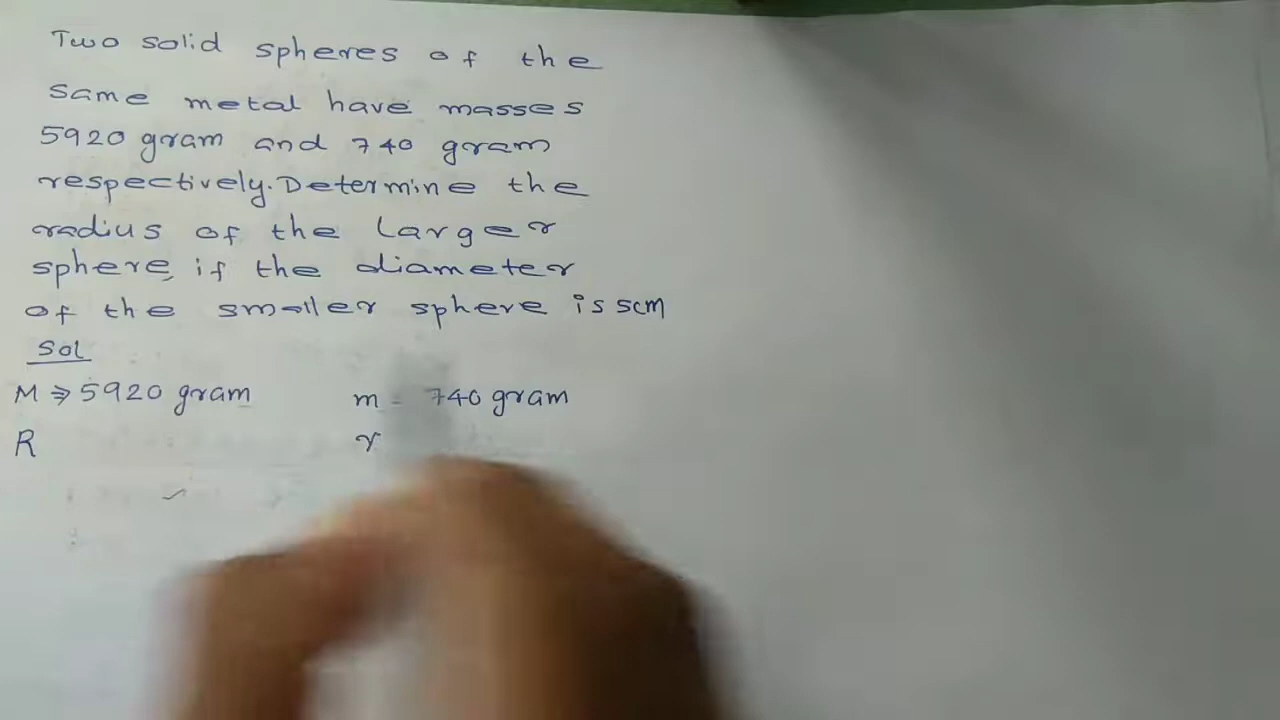 Two solid spheres of the
same metal have masses
5920 gram and 740 gram
respectively. Determine the
radius of the larger
sphere, if the diameter
of the smaller sphere is 5cm
Sol
M => 5920 gram m = 740 gram
R r